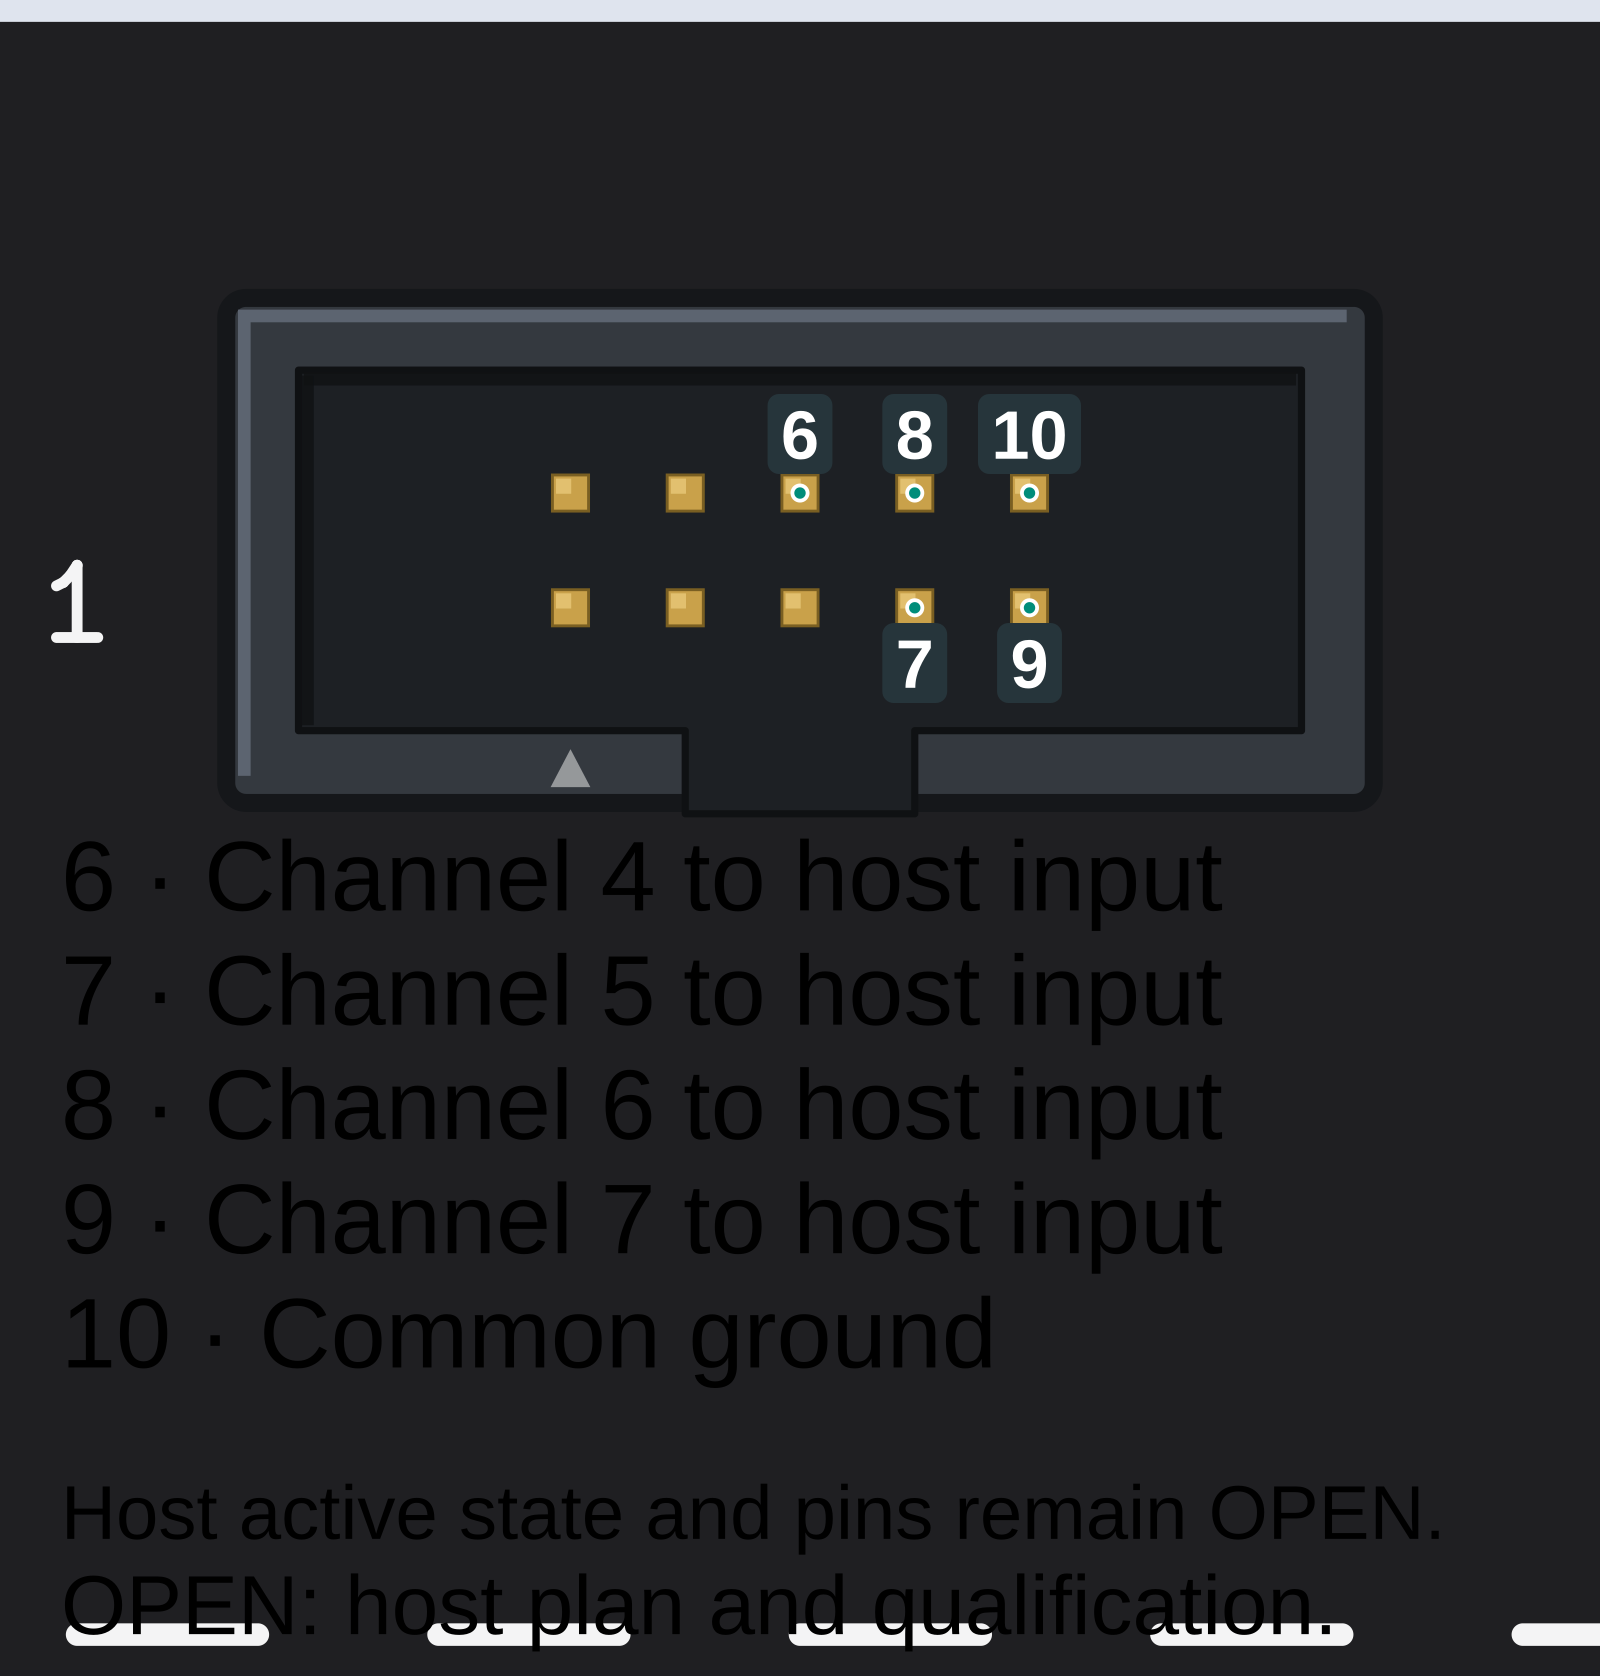 6 8 10
1
7 9
6 · Channel 4 to host input
7 · Channel 5 to host input
8 · Channel 6 to host input
9 · Channel 7 to host input
10 · Common ground
Host active state and pins remain OPEN.
OPEN: host plan and qualification.